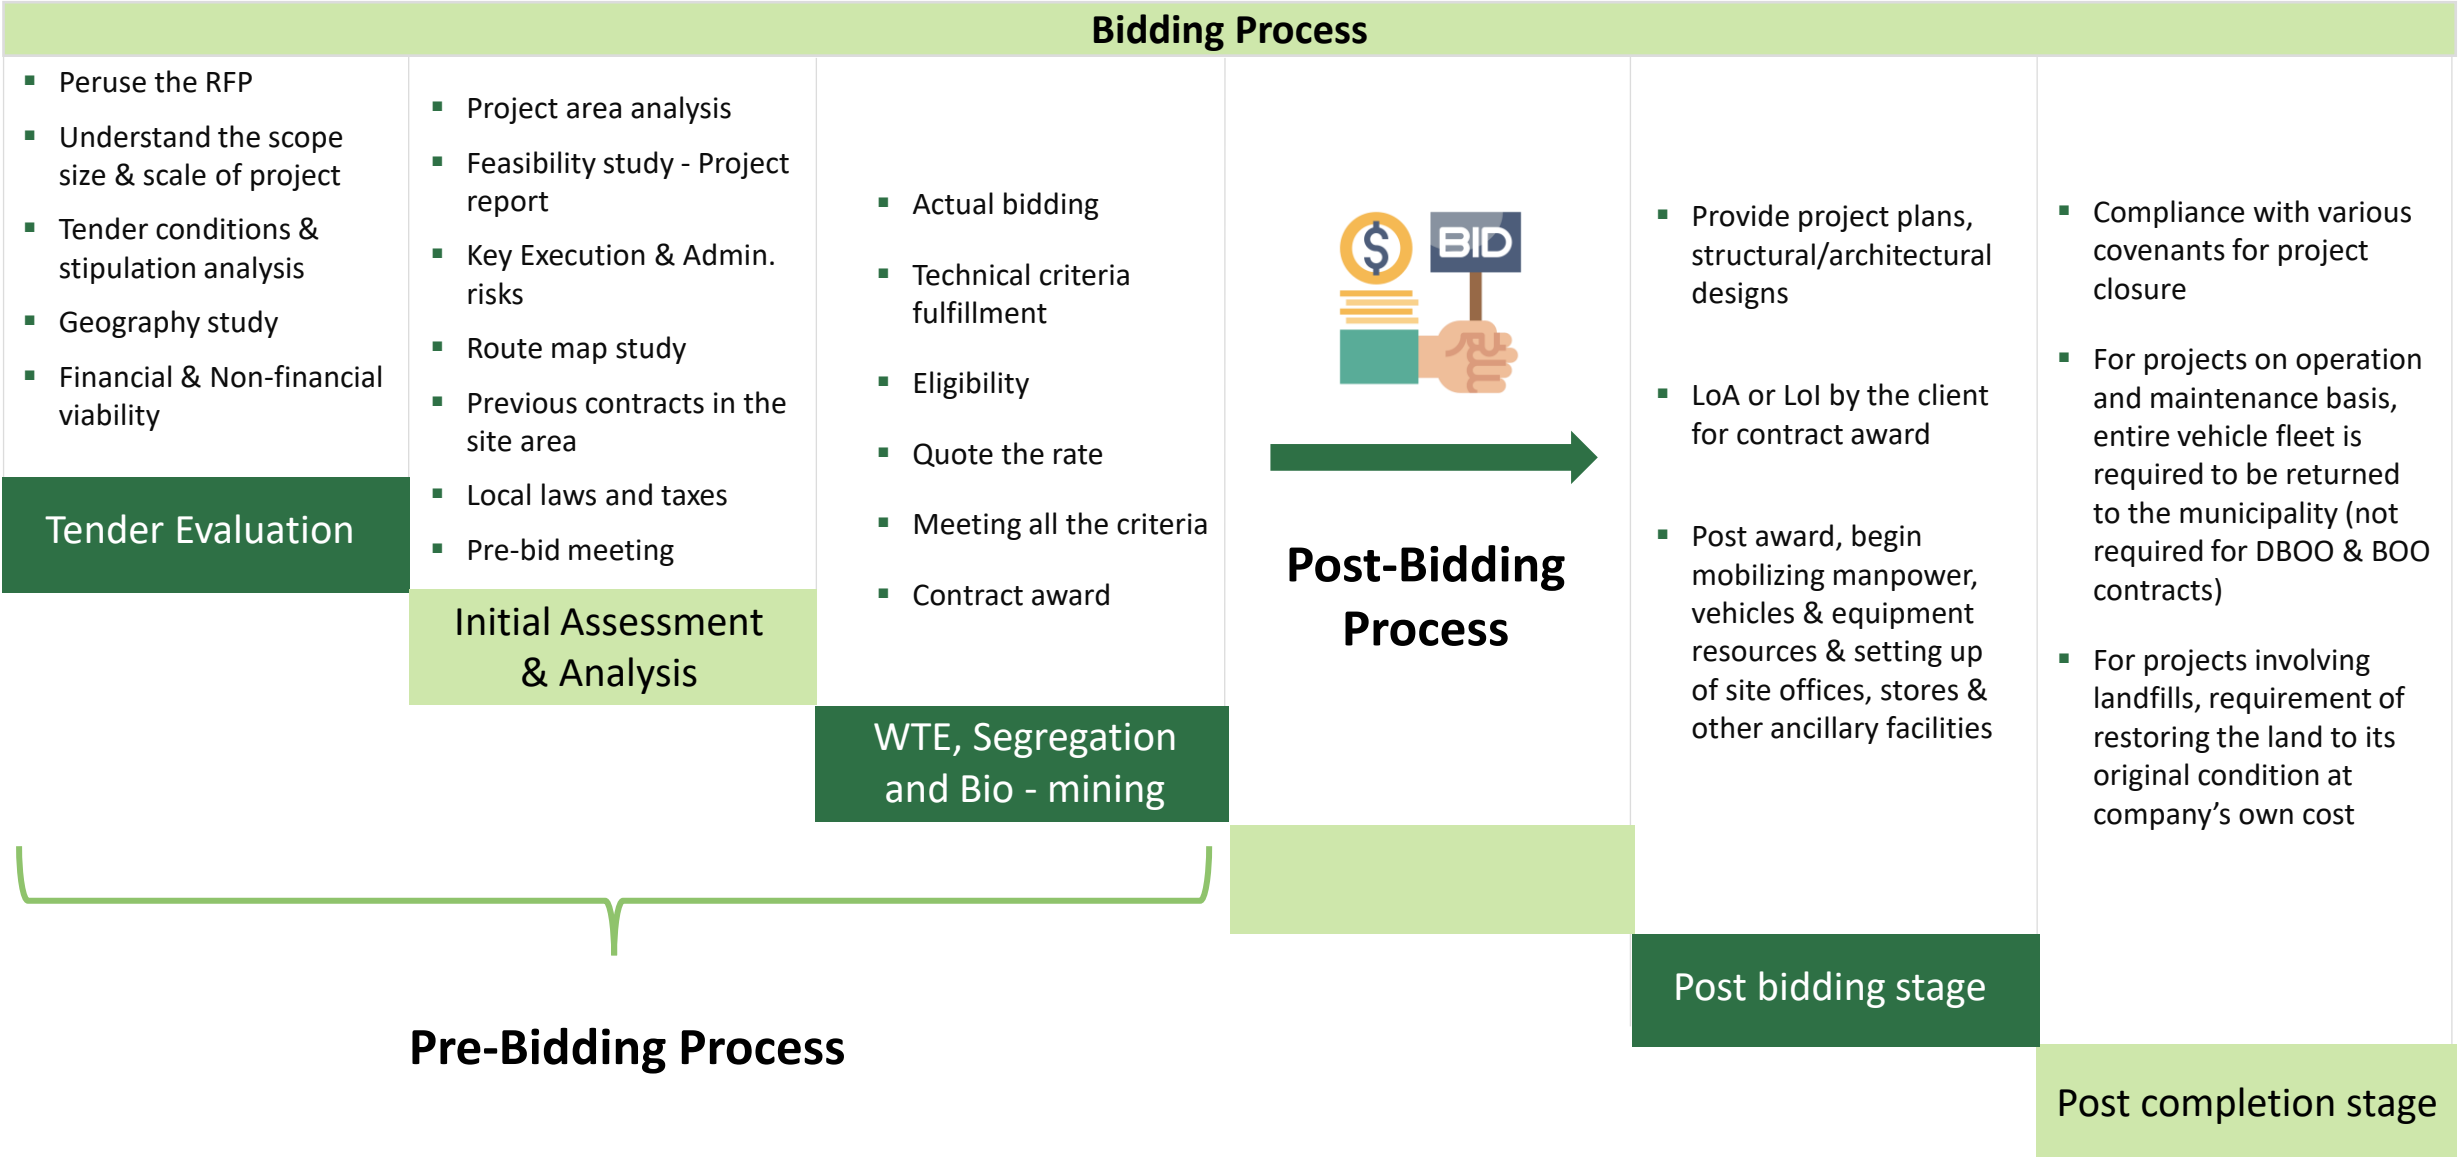 Bidding Process
Peruse the RFP
Understand the scope
size & scale of project
Tender conditions &
stipulation analysis
Geography study
Financial & Non-financial
viability
Tender Evaluation
Project area analysis
Feasibility study - Project
report
Key Execution & Admin.
risks
Route map study
Previous contracts in the
site area
Local laws and taxes
Pre-bid meeting
Initial Assessment
& Analysis
Actual bidding
Technical criteria
fulfillment
Eligibility
Quote the rate
Meeting all the criteria
Contract award
WTE, Segregation
and Bio - mining
Pre-Bidding Process
$
BID
Post-Bidding
Process
Provide project plans,
structural/architectural
designs
LoA or LoI by the client
for contract award
Post award, begin
mobilizing manpower,
vehicles & equipment
resources & setting up
of site offices, stores &
other ancillary facilities
Post bidding stage
Compliance with various
covenants for project
closure
For projects on operation
and maintenance basis,
entire vehicle fleet is
required to be returned
to the municipality (not
required for DBOO & BOO
contracts)
For projects involving
landfills, requirement of
restoring the land to its
original condition at
company’s own cost
Post completion stage